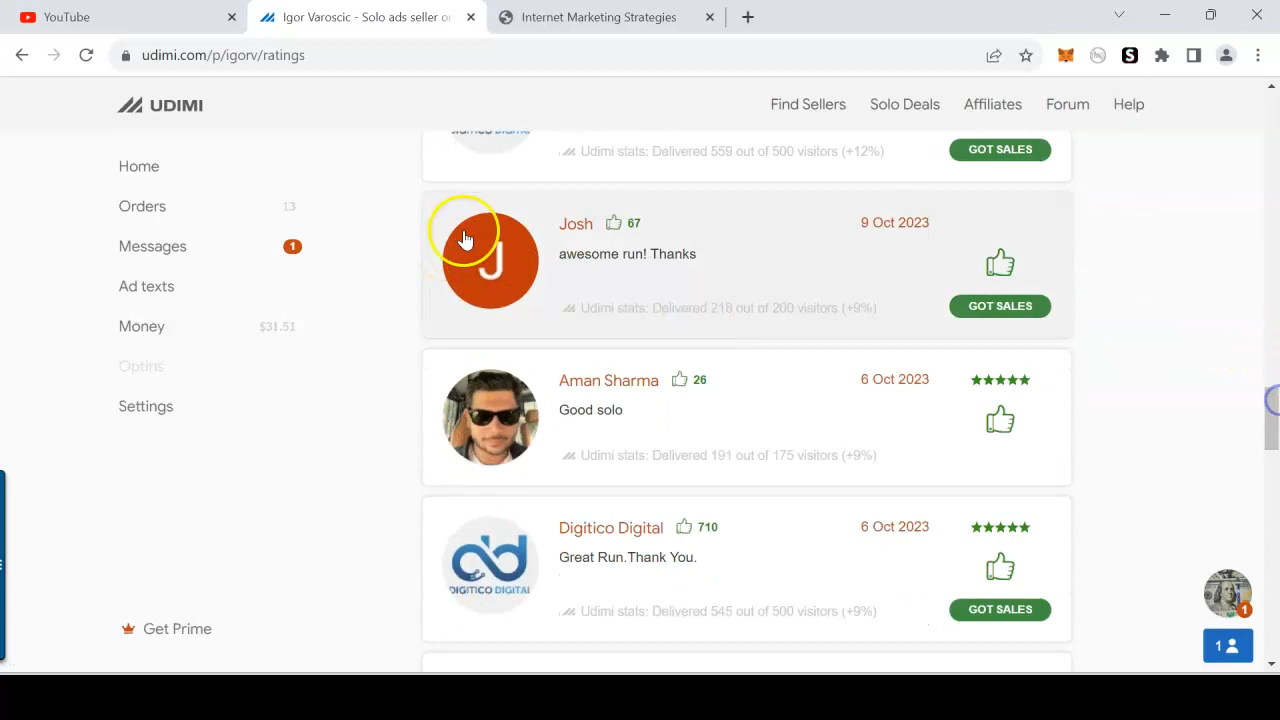 YouTube
Igor Varoscic - Solo ads seller o
Internet Marketing Strategies
udimi.com/p/igorv/ratings
UDIMI
Find Sellers Solo Deals Affiliates Forum Help
Home
Orders 13
Messages 1
Ad texts
Money $31.51
Optins
Settings
Get Prime
DIGITICO DIGITAL
Udimi stats: Delivered 559 out of 500 visitors (+12%)
GOT SALES
J
Josh 67 9 Oct 2023
awesome run! Thanks
Udimi stats: Delivered 218 out of 200 visitors (+9%)
GOT SALES
Aman Sharma 26 6 Oct 2023
Good solo
Udimi stats: Delivered 191 out of 175 visitors (+9%)
Digitico Digital 710 6 Oct 2023
Great Run.Thank You.
DIGITICO DIGITAL
Udimi stats: Delivered 545 out of 500 visitors (+9%)
GOT SALES
1
1